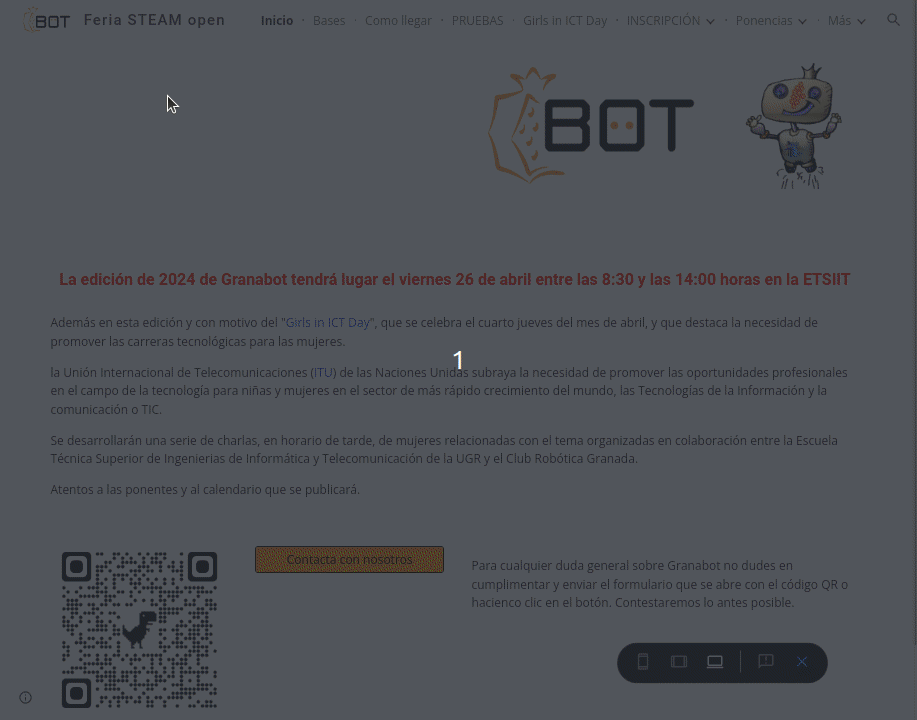 BOT Feria STEAM open Inicio Bases Como llegar PRUEBAS Girls in ICT Day INSCRIPCIÓN Ponencias Más
BOT
La edición de 2024 de Granabot tendrá lugar el viernes 26 de abril entre las 8:30 y las 14:00 horas en la ETSIIT
Además en esta edición y con motivo del "Girls in ICT Day", que se celebra el cuarto jueves del mes de abril, y que destaca la necesidad de
promover las carreras tecnológicas para las mujeres.
1
la Unión Internacional de Telecomunicaciones (ITU) de las Naciones Unidas subraya la necesidad de promover las oportunidades profesionales
en el campo de la tecnología para niñas y mujeres en el sector de más rápido crecimiento del mundo, las Tecnologías de la Información y la
comunicación o TIC.
Se desarrollarán una serie de charlas, en horario de tarde, de mujeres relacionadas con el tema organizadas en colaboración entre la Escuela
Técnica Superior de Ingenierias de Informática y Telecomunicación de la UGR y el Club Robótica Granada.
Atentos a las ponentes y al calendario que se publicará.
Contacta con nosotros
Para cualquier duda general sobre Granabot no dudes en
cumplimentar y enviar el formulario que se abre con el código QR o
hacienco clic en el botón. Contestaremos lo antes posible.